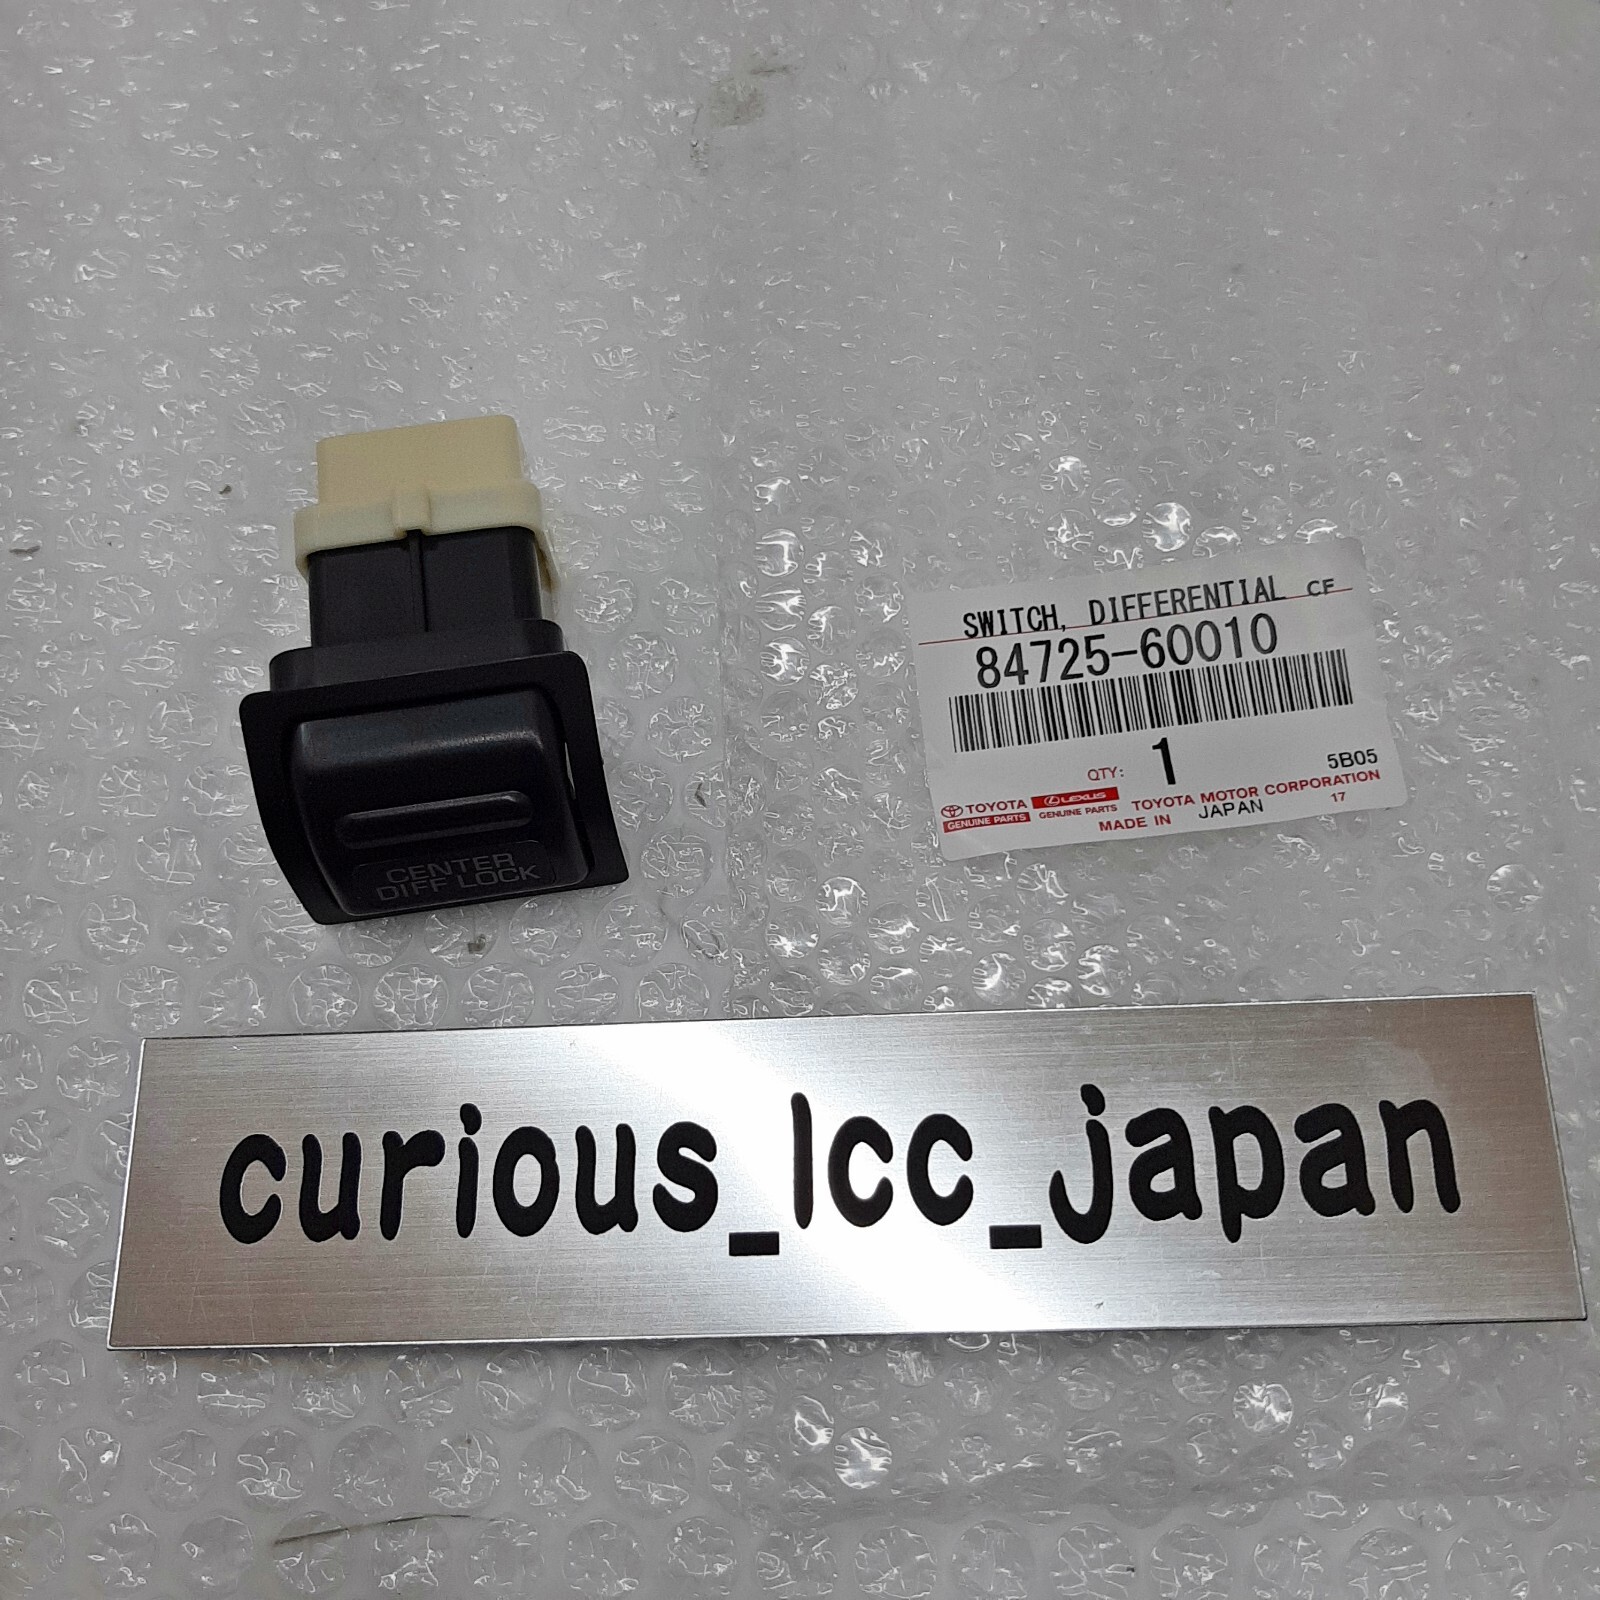 CENTER
DIFF LOCK
SWITCH, DIFFERENTIAL CF
84725-60010
QTY: 1
5B05
TOYOTA
GENUINE PARTS
LEXUS
GENUINE PARTS
TOYOTA MOTOR CORPORATION
MADE IN JAPAN
17
curious_lcc_japan